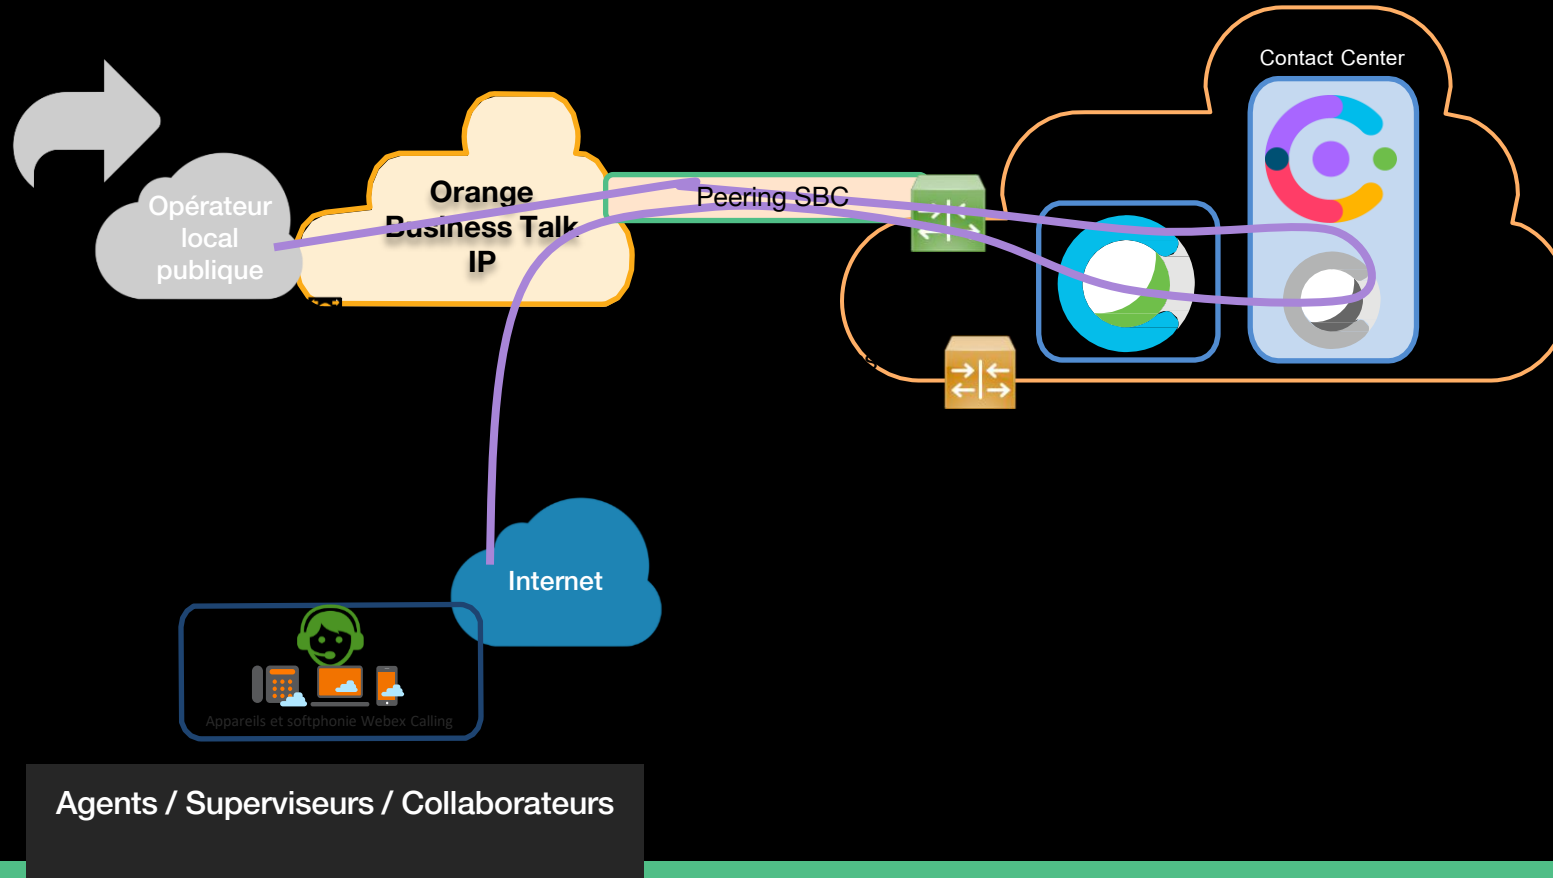 Contact Center
Opérateur
local
publique
Orange
Business Talk
IP
Peering SBC
Internet
Appareils et softphonie Webex Calling
Agents / Superviseurs / Collaborateurs